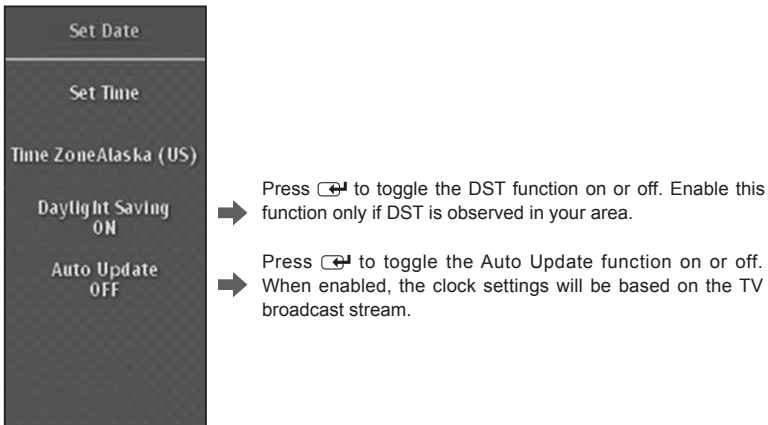 Set Date
Set Time
Time ZoneAlaska (US)
Daylight Saving
ON
Press to toggle the DST function on or off. Enable this
function only if DST is observed in your area.
Auto Update
OFF
Press to toggle the Auto Update function on or off.
When enabled, the clock settings will be based on the TV
broadcast stream.